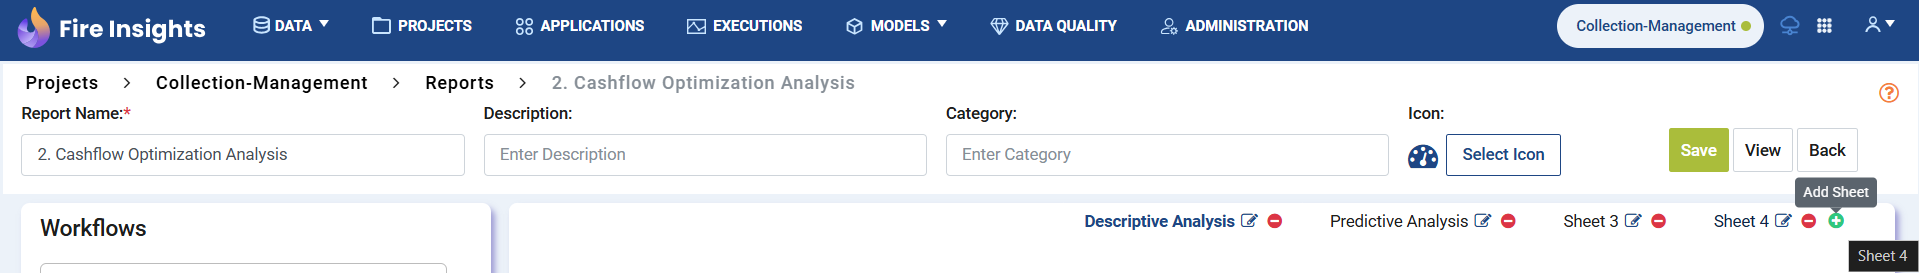 Fire Insights DATA PROJECTS APPLICATIONS EXECUTIONS MODELS DATA QUALITY ADMINISTRATION Collection-Management
Projects > Collection-Management > Reports > 2. Cashflow Optimization Analysis
Report Name:* Description: Category: Icon:
2. Cashflow Optimization Analysis Enter Description Enter Category Select Icon Save View Back
Add Sheet
Workflows Descriptive Analysis Predictive Analysis Sheet 3 Sheet 4
Sheet 4